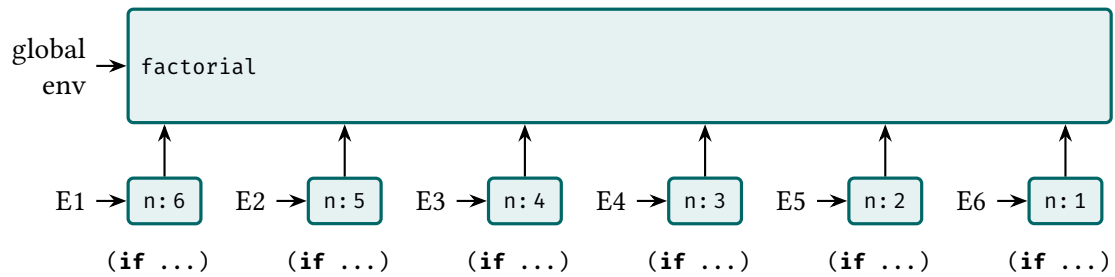 global
env
factorial
E1 n: 6 E2 n: 5 E3 n: 4 E4 n: 3 E5 n: 2 E6 n: 1
(if ...) (if ...) (if ...) (if ...) (if ...) (if ...)